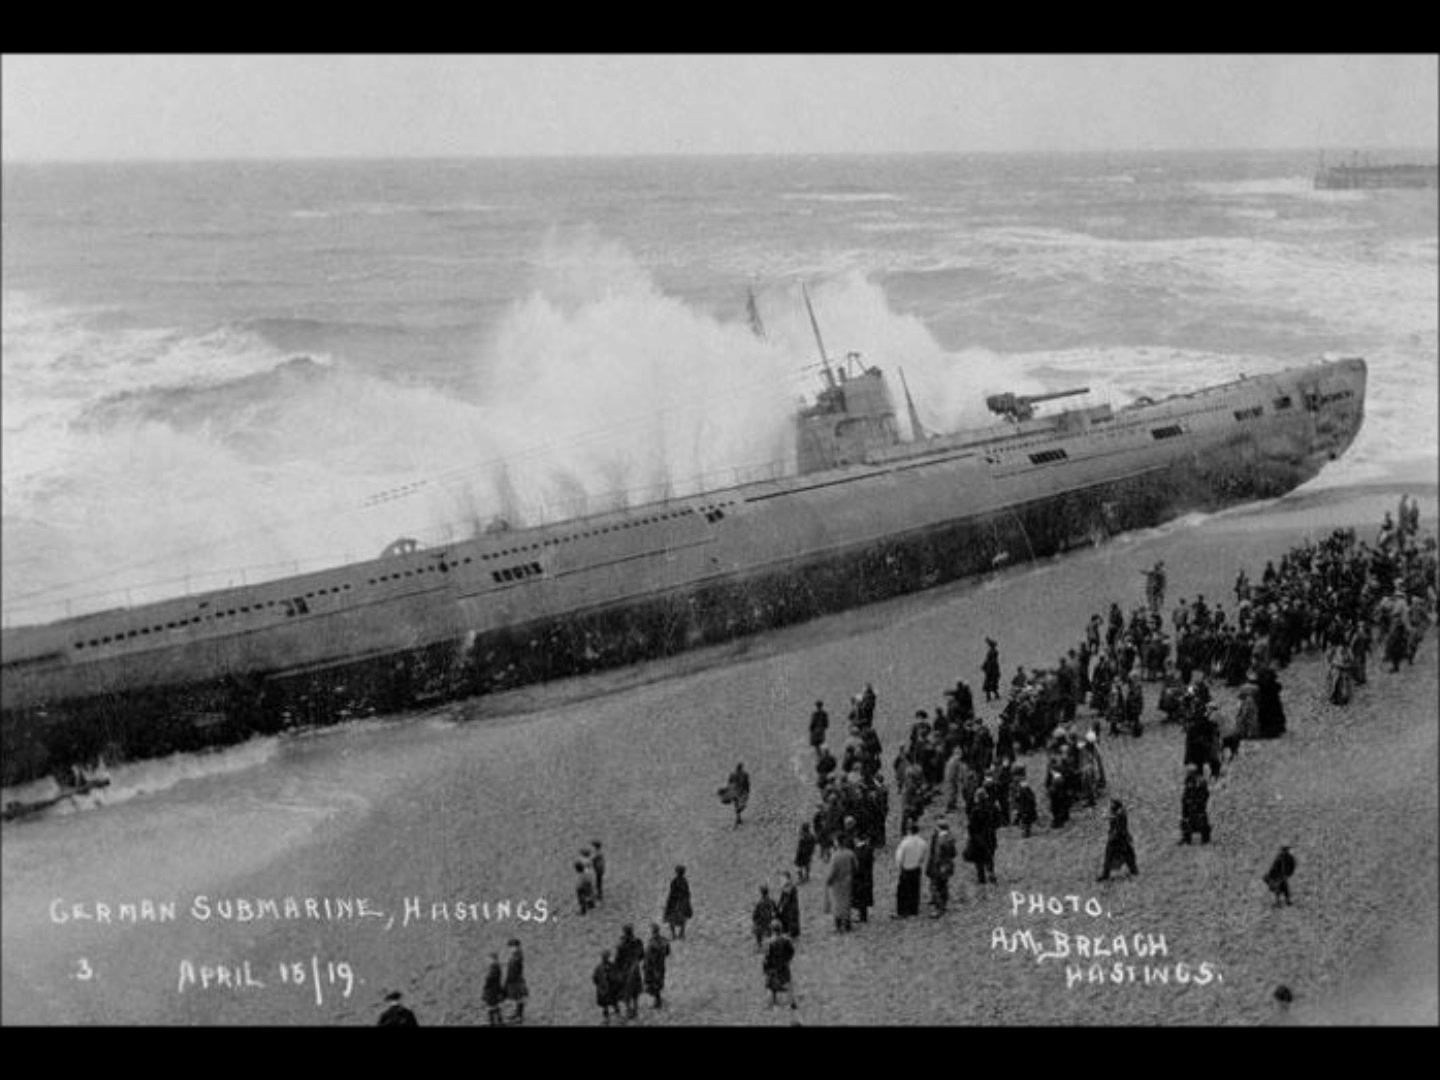 GERMAN SUBMARINE, HASTINGS.
3. APRIL 15/19.
PHOTO.
A.M. BREACH
HASTINGS.